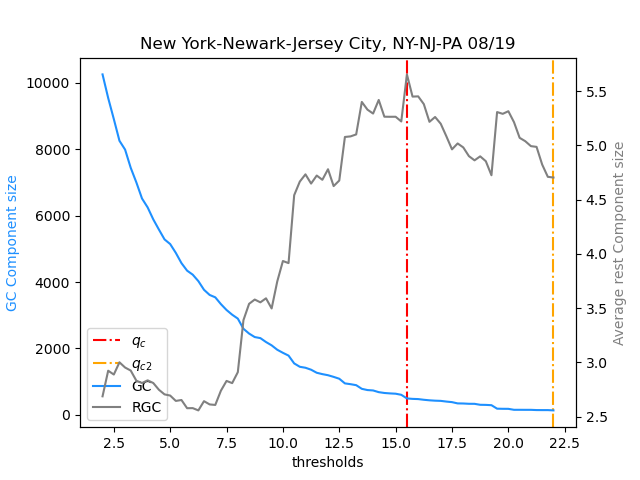 New York-Newark-Jersey City, NY-NJ-PA 08/19
GC Component size
10000
8000
6000
4000
2000
0
5.5
5.0
4.5
4.0
3.5
3.0
2.5
Average rest Component size
q_c
q_c2
GC
RGC
2.5 5.0 7.5 10.0 12.5 15.0 17.5 20.0 22.5
thresholds